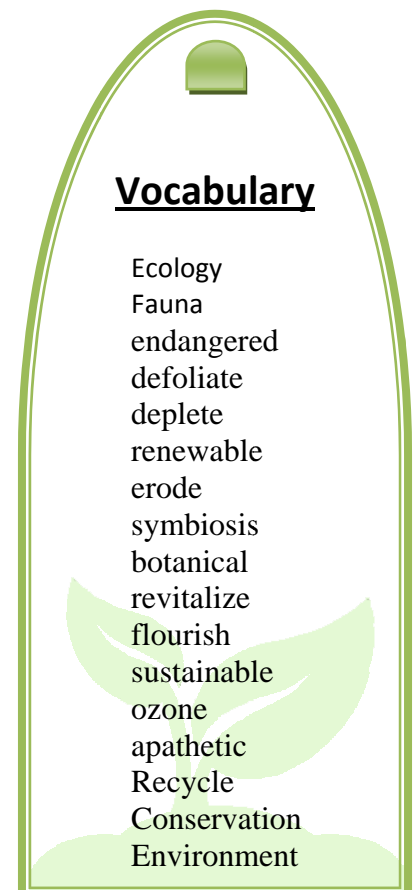 Vocabulary
Ecology
Fauna
endangered
defoliate
deplete
renewable
erode
symbiosis
botanical
revitalize
flourish
sustainable
ozone
apathetic
Recycle
Conservation
Environment